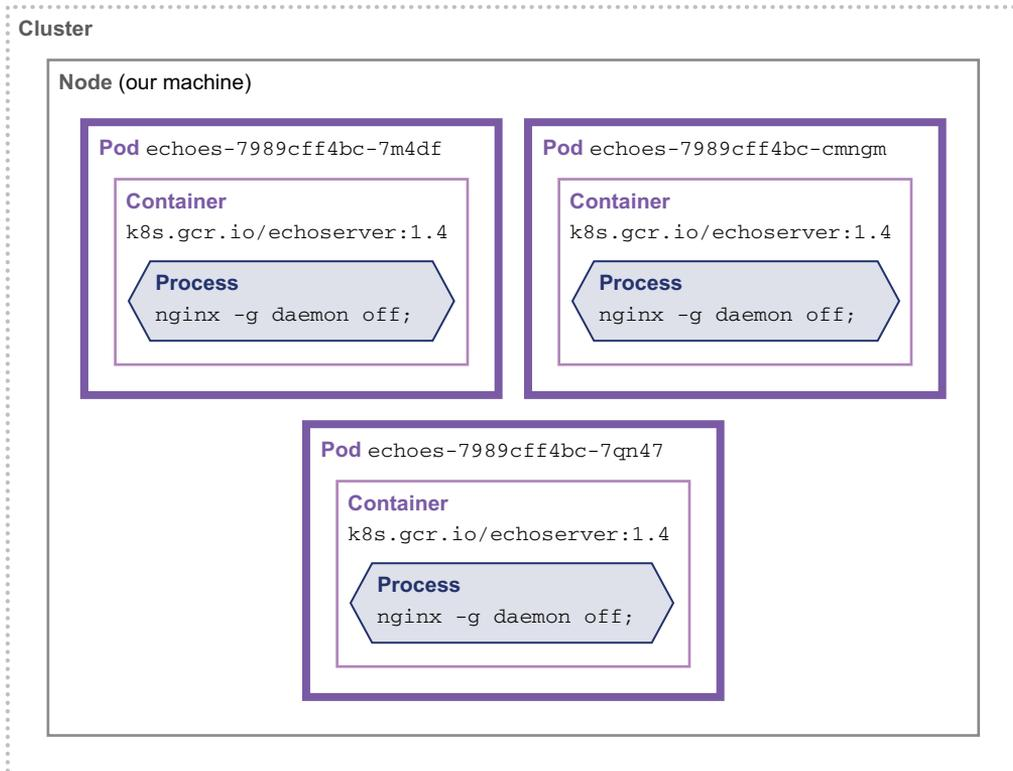 Cluster
Node (our machine)
Pod echoes-7989cff4bc-7m4df
Container
k8s.gcr.io/echoserver:1.4
Process
nginx -g daemon off;
Pod echoes-7989cff4bc-cmngm
Container
k8s.gcr.io/echoserver:1.4
Process
nginx -g daemon off;
Pod echoes-7989cff4bc-7qn47
Container
k8s.gcr.io/echoserver:1.4
Process
nginx -g daemon off;